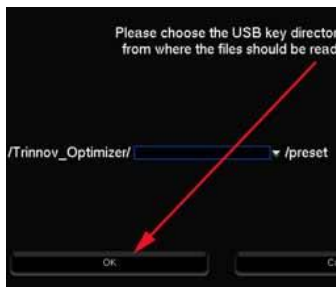 Please choose the USB key director
from where the files should be read
/Trinnov_Optimizer/ /preset
OK